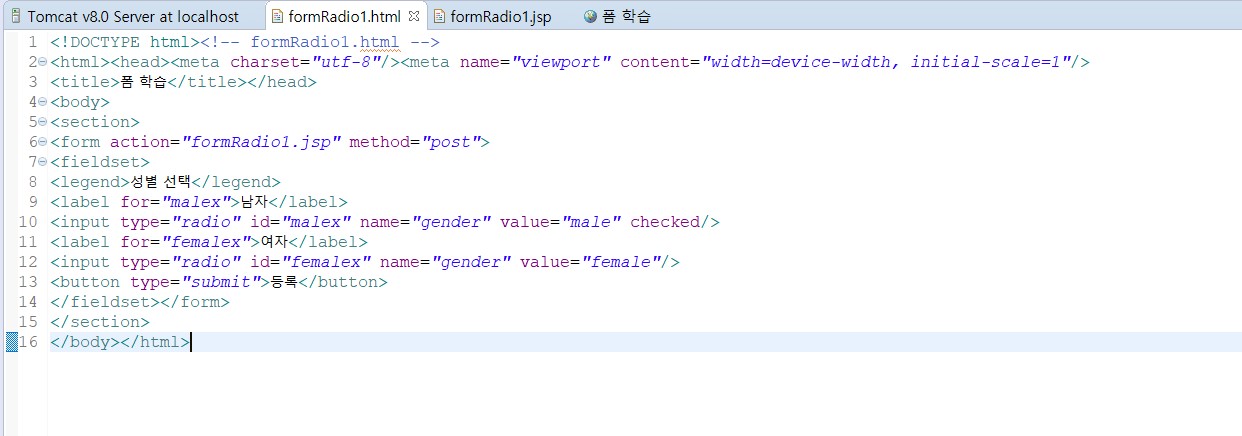 Tomcat v8.0 Server at localhost formRadio1.html formRadio1.jsp 폼 학습
1 <!DOCTYPE html><!-- formRadio1.html -->
2 <html><head><meta charset="utf-8"/><meta name="viewport" content="width=device-width, initial-scale=1"/>
3 <title>폼 학습</title></head>
4 <body>
5 <section>
6 <form action="formRadio1.jsp" method="post">
7 <fieldset>
8 <legend>성별 선택</legend>
9 <label for="malex">남자</label>
10 <input type="radio" id="malex" name="gender" value="male" checked/>
11 <label for="femalex">여자</label>
12 <input type="radio" id="femalex" name="gender" value="female"/>
13 <button type="submit">등록</button>
14 </fieldset></form>
15 </section>
16 </body></html>